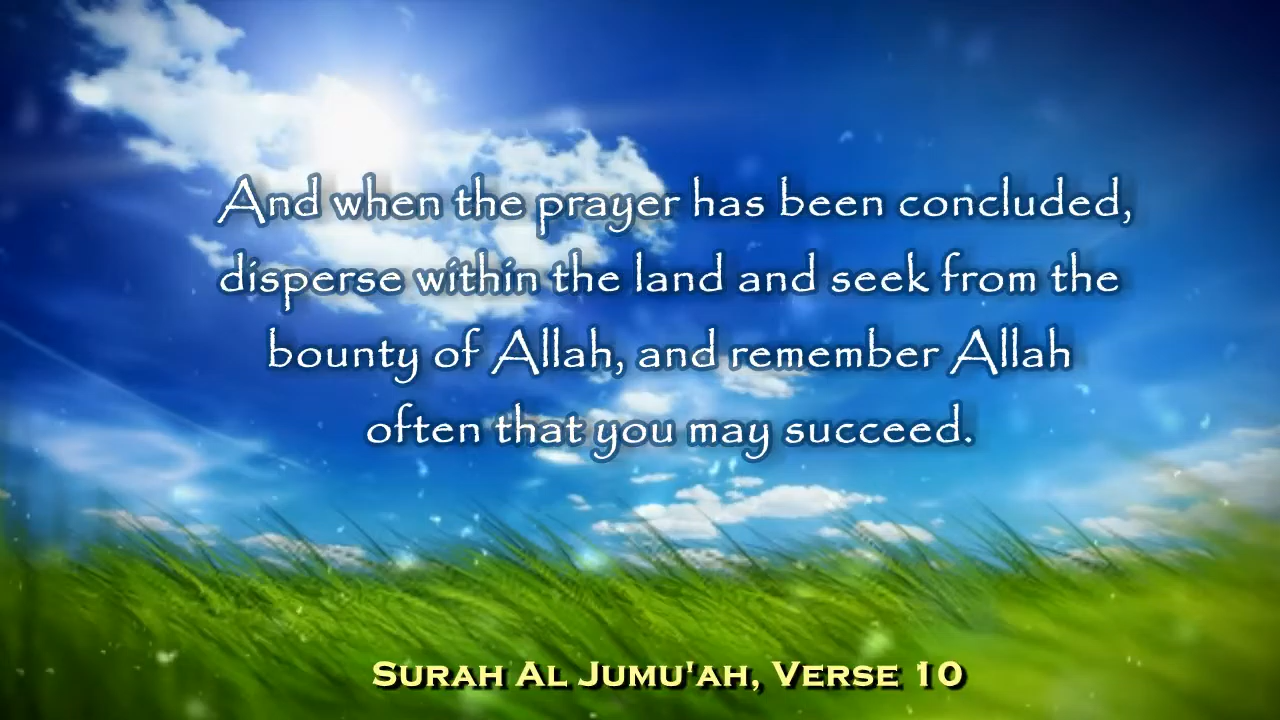 And when the prayer has been concluded,
disperse within the land and seek from the
bounty of Allah, and remember Allah
often that you may succeed.
Surah Al Jumu'ah, Verse 10